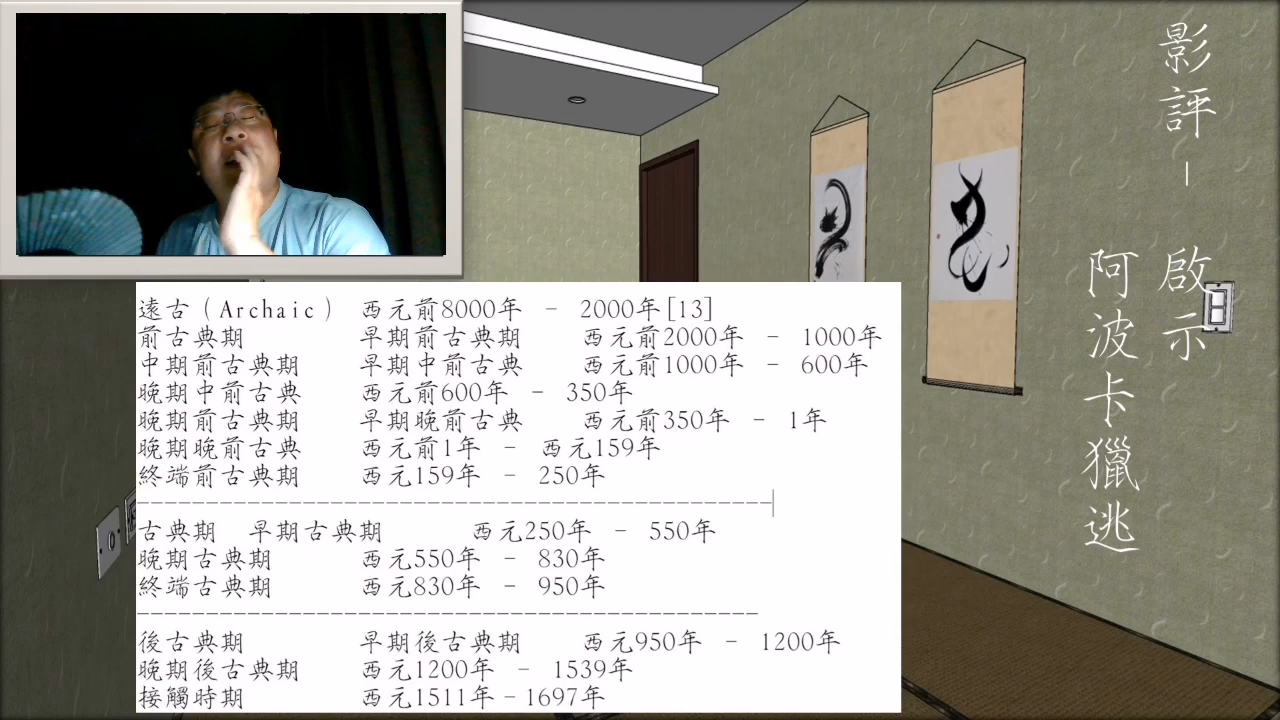 影評－ 啟示
阿波卡獵逃
遠古（Archaic） 西元前8000年 － 2000年[13]
前古典期 早期前古典期 西元前2000年 － 1000年
中期前古典期 早期中前古典 西元前1000年 － 600年
晚期中前古典 西元前600年 － 350年
晚期前古典期 早期晚前古典 西元前350年 － 1年
晚期晚前古典 西元前1年 － 西元159年
終端前古典期 西元159年 － 250年
古典期 早期古典期 西元250年 － 550年
晚期古典期 西元550年 － 830年
終端古典期 西元830年 － 950年
後古典期 早期後古典期 西元950年 － 1200年
晚期後古典期 西元1200年 － 1539年
接觸時期 西元1511年－1697年